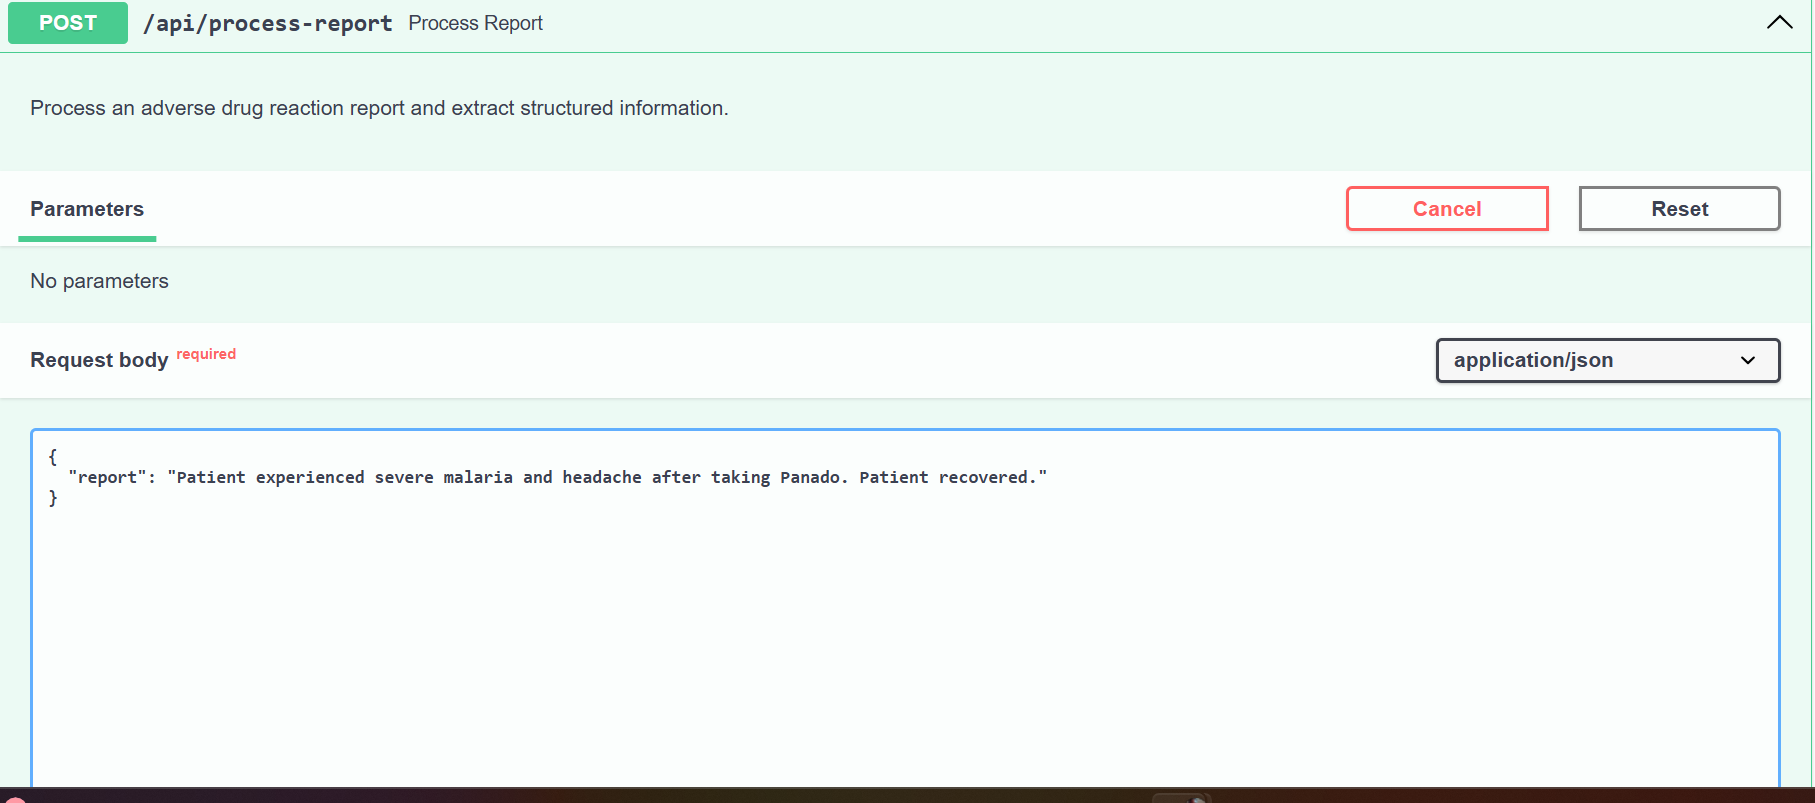 POST /api/process-report Process Report
Process an adverse drug reaction report and extract structured information.
Parameters
Cancel
Reset
No parameters
Request body required
application/json
{
"report": "Patient experienced severe malaria and headache after taking Panado. Patient recovered."
}